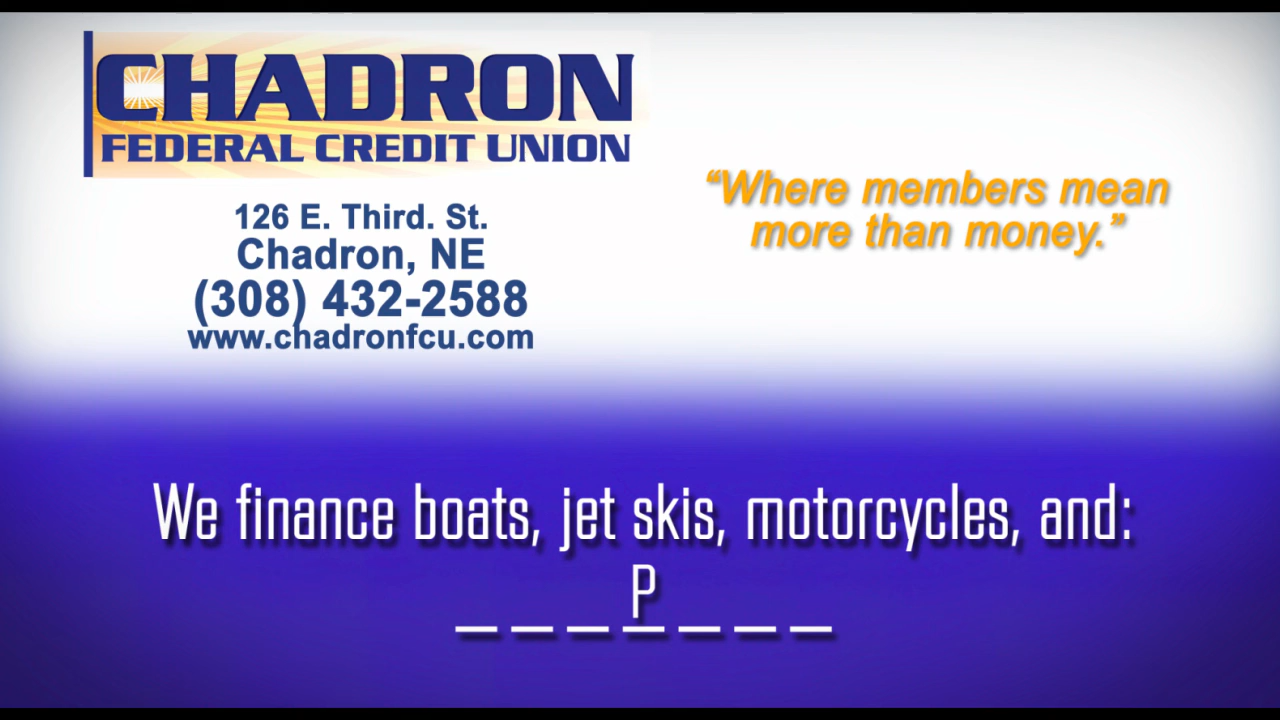 CHADRON
FEDERAL CREDIT UNION
126 E. Third. St.
Chadron, NE
(308) 432-2588
www.chadronfcu.com
“Where members mean
more than money.”
We finance boats, jet skis, motorcycles, and:
_ _ _ P _ _ _